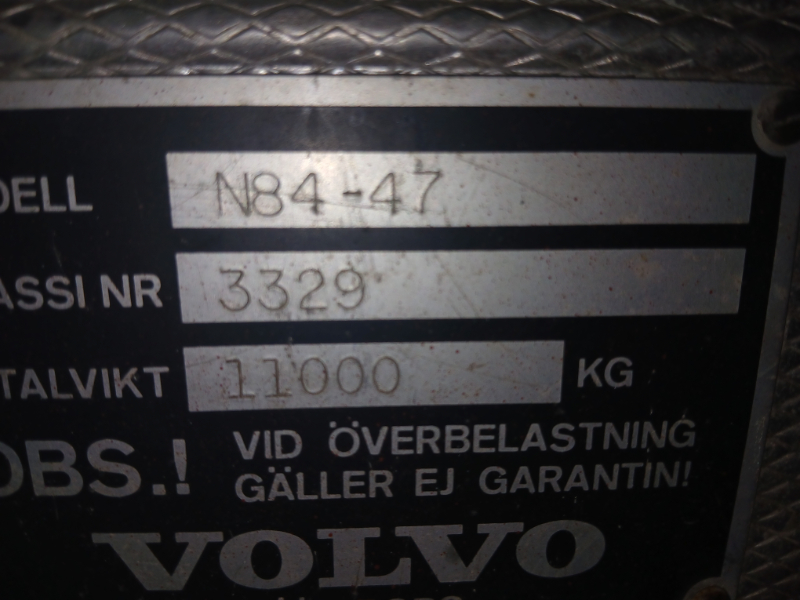 DELL N84-47
ASSI NR 3329
TALVIKT 11000 KG
OBS.! VID ÖVERBELASTNING
GÄLLER EJ GARANTIN!
VOLVO